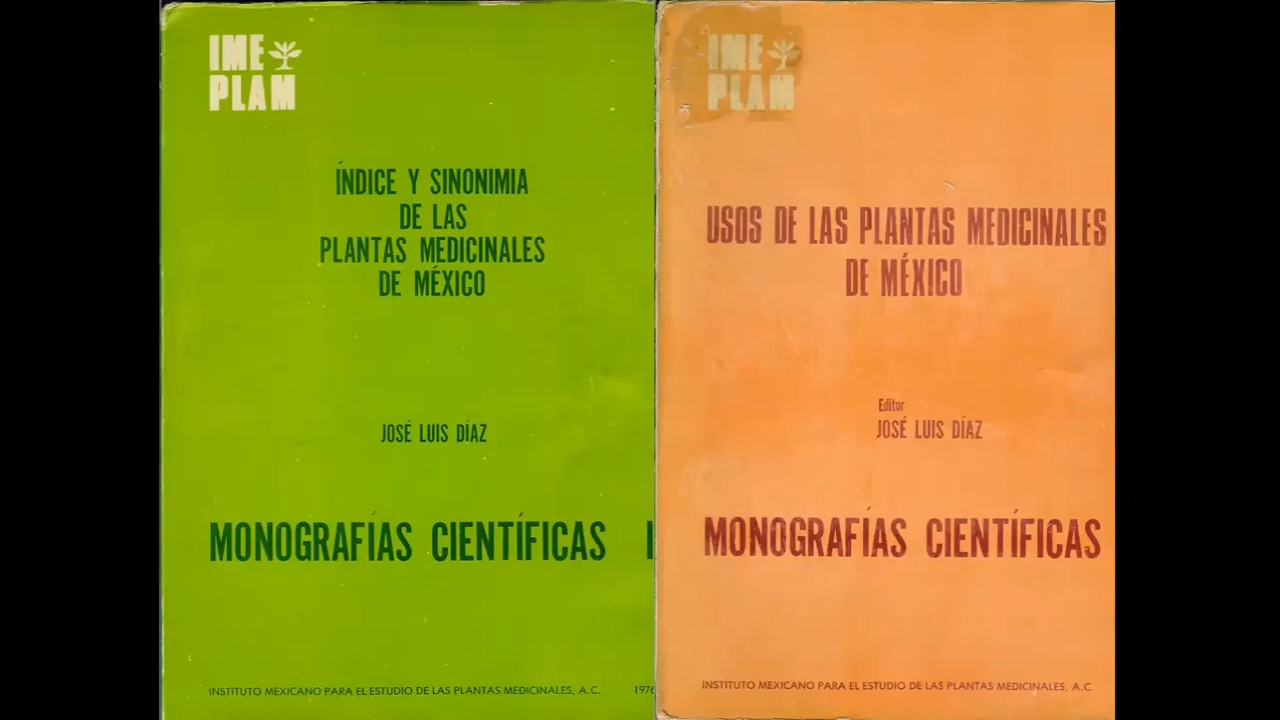 IME
PLAM
ÍNDICE Y SINONIMIA
DE LAS
PLANTAS MEDICINALES
DE MÉXICO
JOSÉ LUIS DÍAZ
MONOGRAFÍAS CIENTÍFICAS I
INSTITUTO MEXICANO PARA EL ESTUDIO DE LAS PLANTAS MEDICINALES, A.C. 1976
IME
PLAM
USOS DE LAS PLANTAS MEDICINALES
DE MÉXICO
Editor
JOSÉ LUIS DÍAZ
MONOGRAFÍAS CIENTÍFICAS
INSTITUTO MEXICANO PARA EL ESTUDIO DE LAS PLANTAS MEDICINALES, A.C.